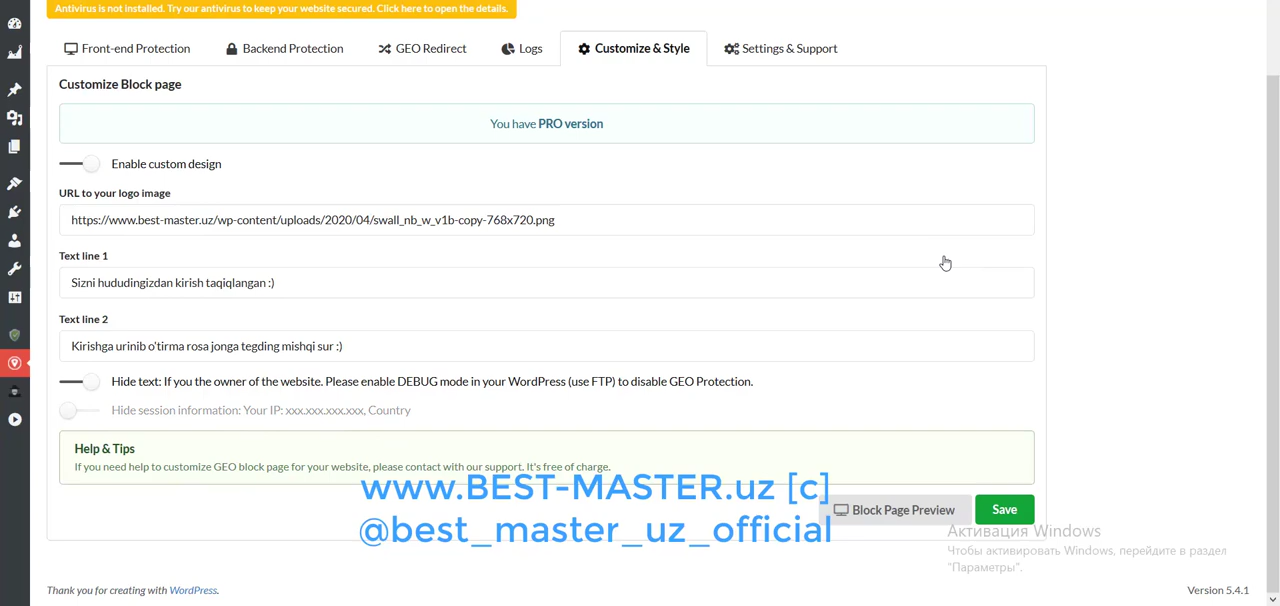 Antivirus is not installed. Try our antivirus to keep your website secured. Click here to open the details.
Front-end Protection Backend Protection GEO Redirect Logs Customize & Style Settings & Support
Customize Block page
You have PRO version
Enable custom design
URL to your logo image
https://www.best-master.uz/wp-content/uploads/2020/04/swall_nb_w_v1b-copy-768x720.png
Text line 1
Sizni hududingizdan kirish taqiqlangan :)
Text line 2
Kirishga urinib o'tirma rosa jonga tegding mishqi sur :)
Hide text: If you the owner of the website. Please enable DEBUG mode in your WordPress (use FTP) to disable GEO Protection.
Hide session information: Your IP: xxx.xxx.xxx.xxx, Country
Help & Tips
If you need help to customize GEO block page for your website, please contact with our support. It's free of charge.
www.BEST-MASTER.uz [c]
Block Page Preview Save
@best_master_uz_official
Активация Windows
Чтобы активировать Windows, перейдите в раздел
"Параметры".
Thank you for creating with WordPress. Version 5.4.1